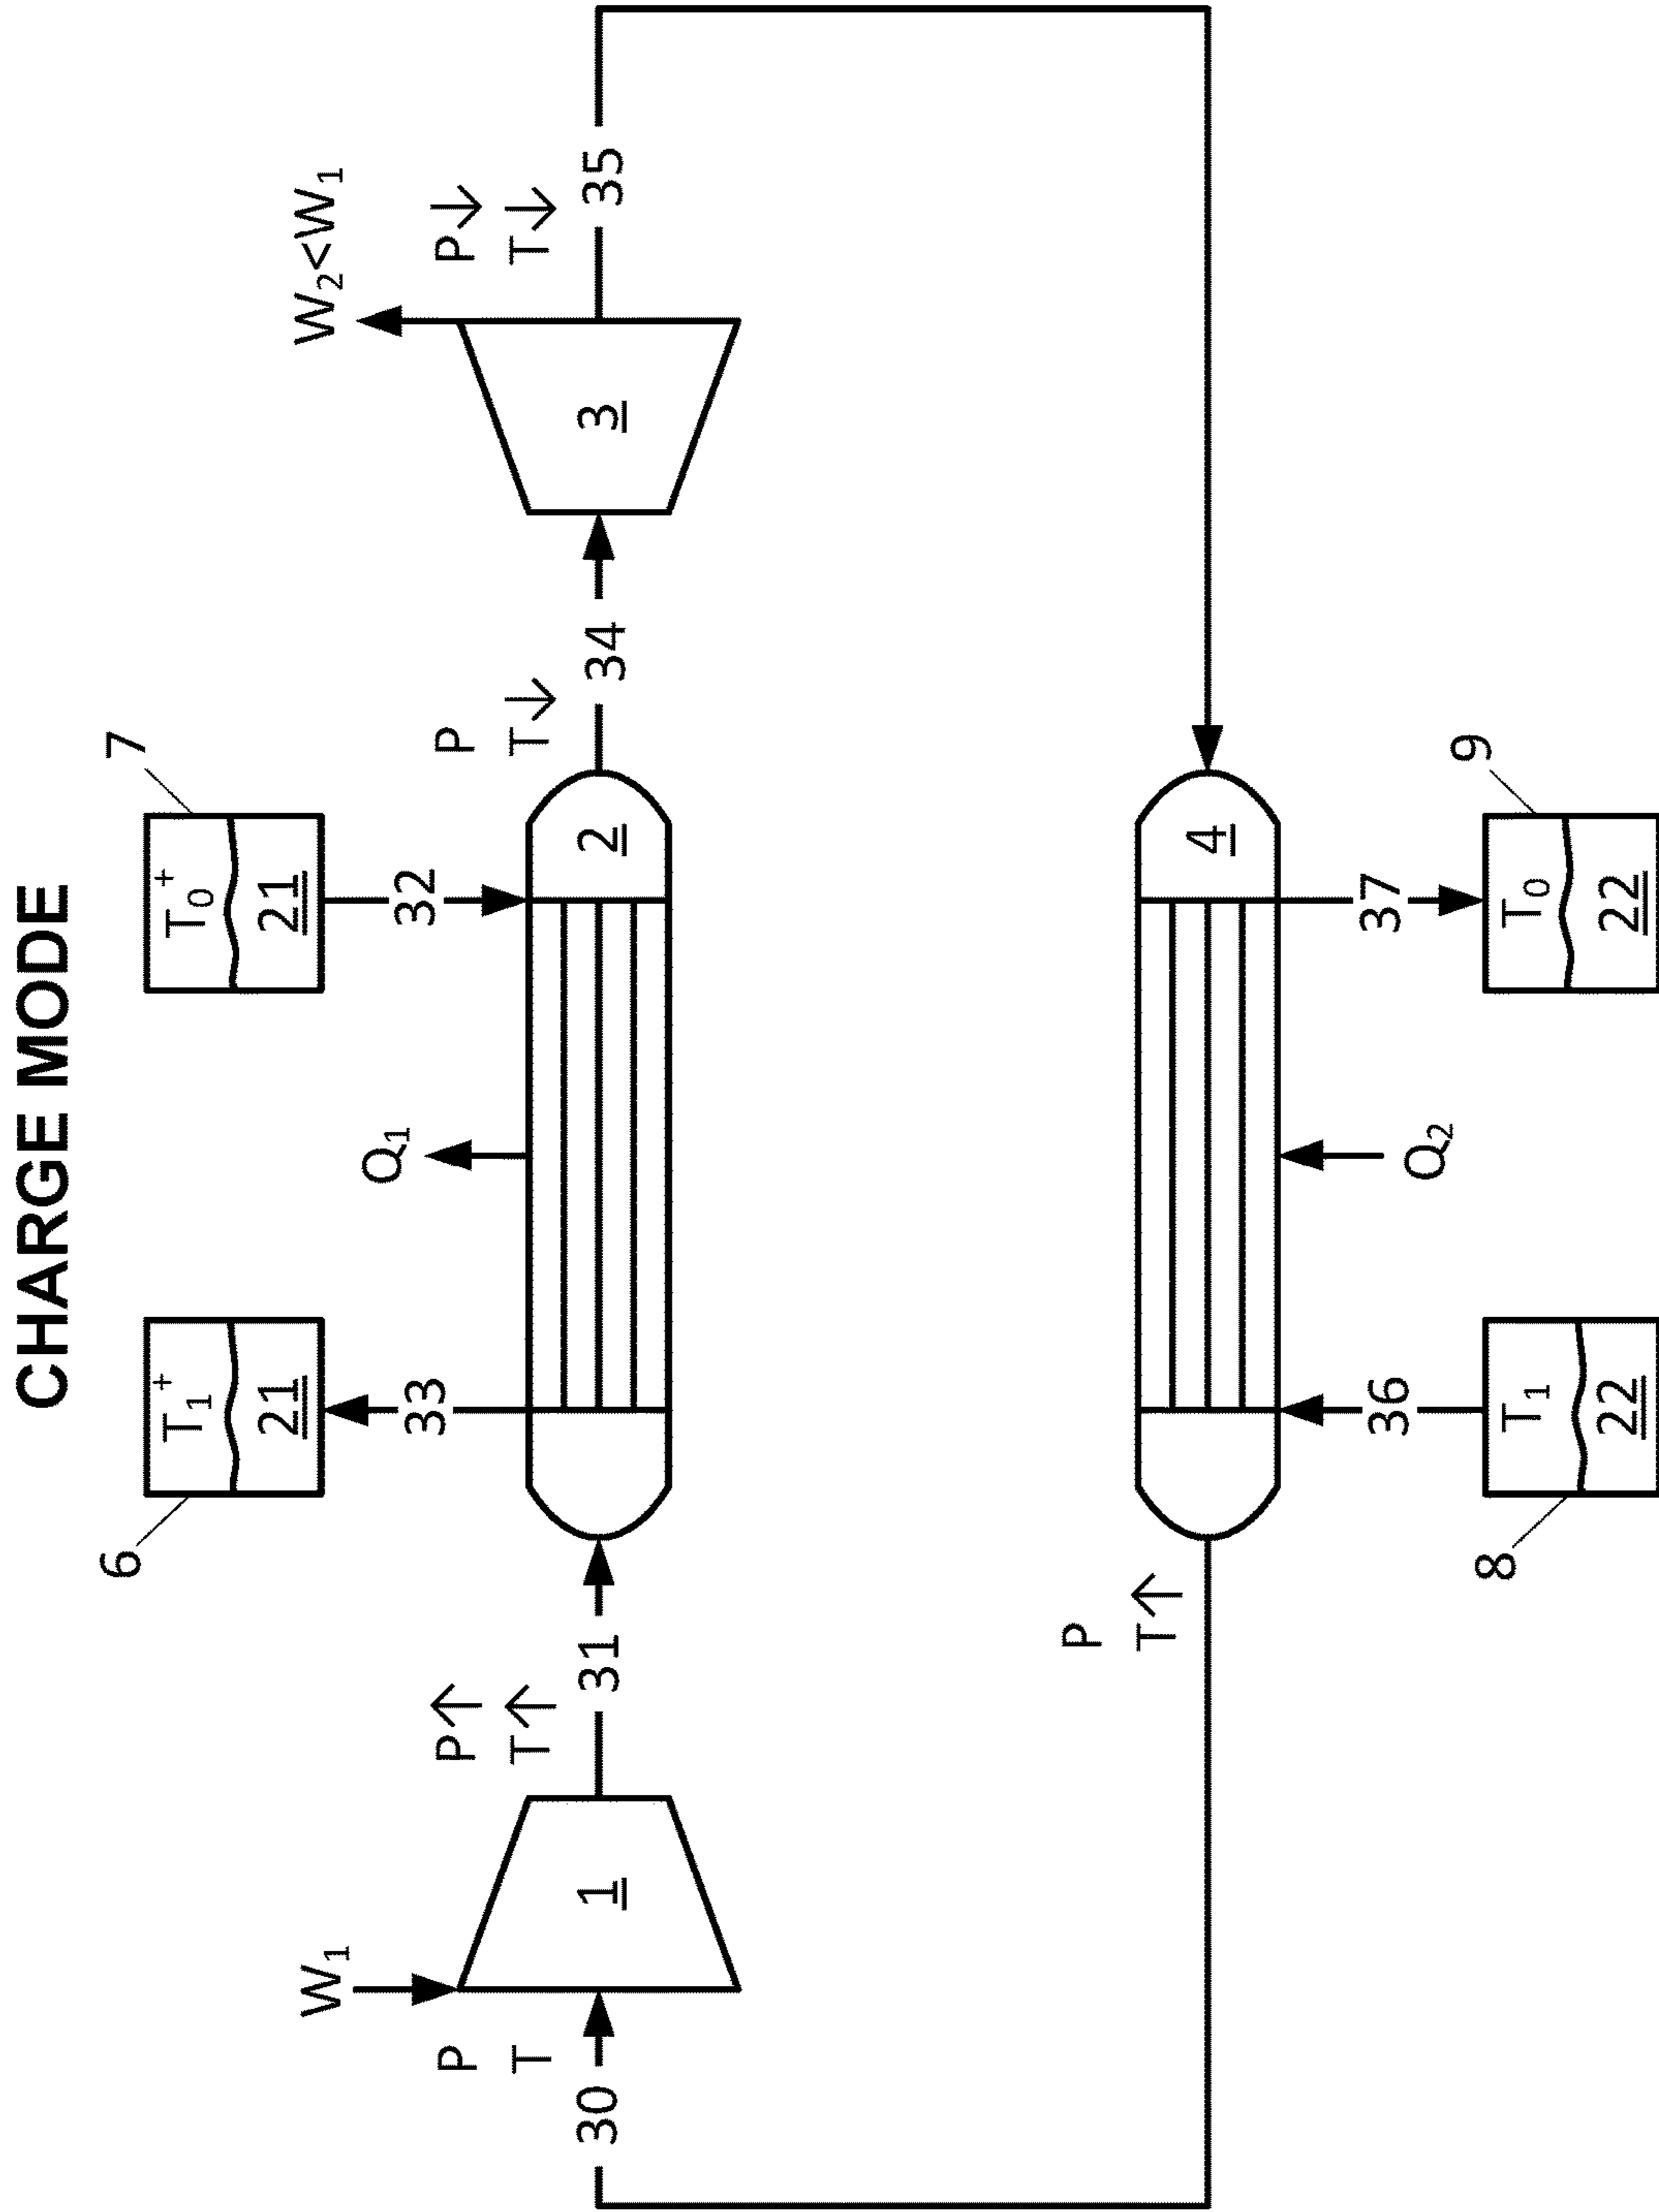 CHARGE MODE
6
7
T₁⁺
21
T₀⁺
21
W₁
Q₁
W₂<W₁
33
32
P
T
P↑
T↑
P
T↓
P↓
T↓
30
1
31
2
34
3
35
P
T↑
4
36
Q₂
37
8
9
T₁
22
T₀
22